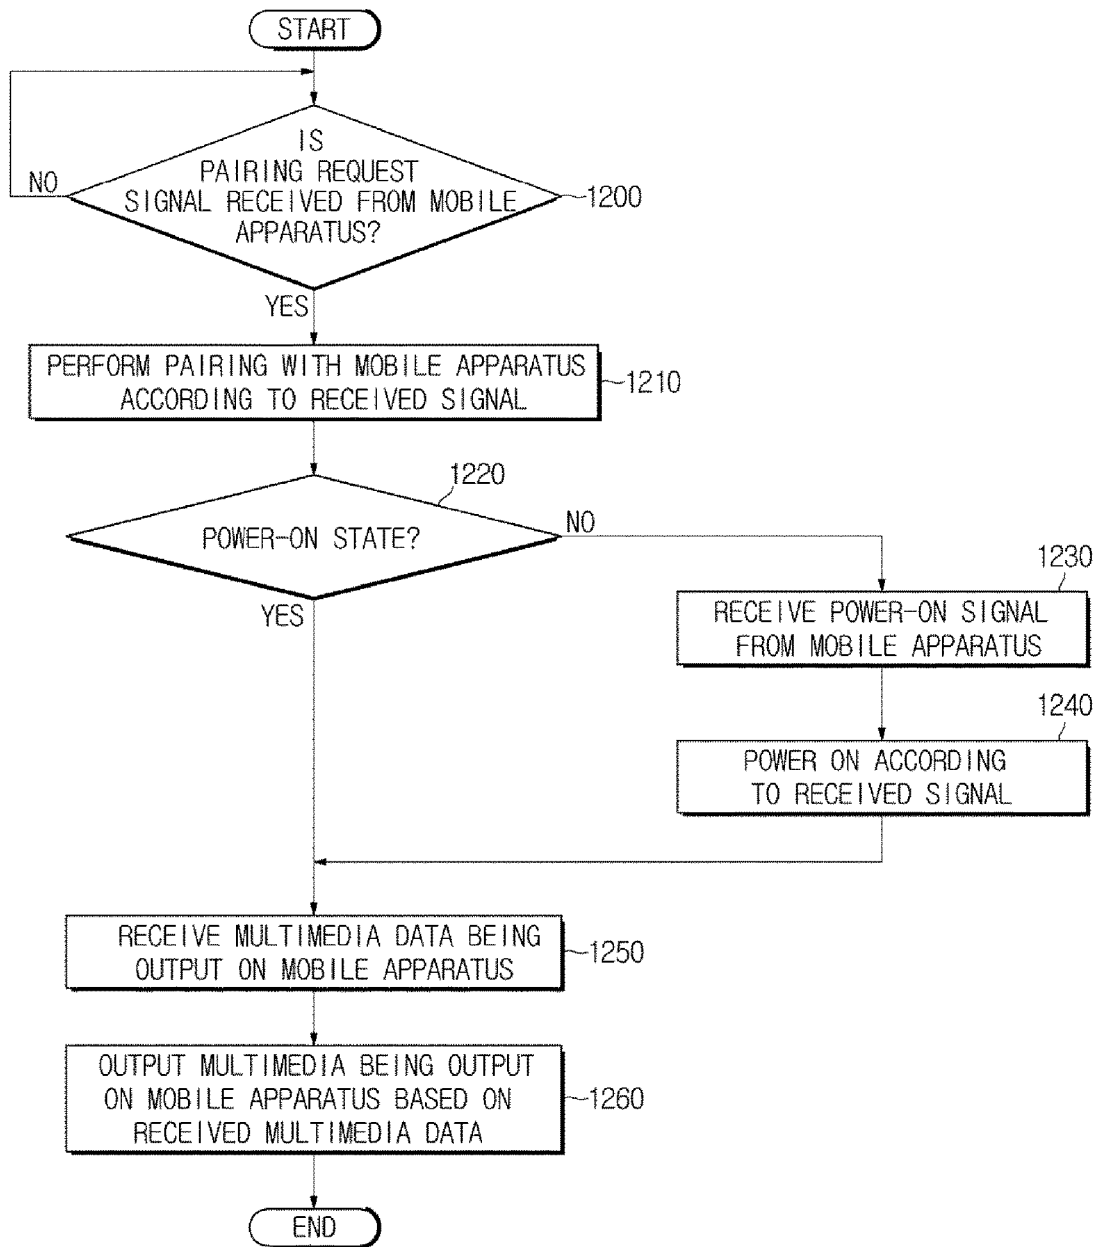 START
IS
PAIRING REQUEST
SIGNAL RECEIVED FROM MOBILE
APPARATUS?
NO
1200
YES
PERFORM PAIRING WITH MOBILE APPARATUS
ACCORDING TO RECEIVED SIGNAL
1210
1220
POWER-ON STATE?
NO
YES
1230
RECEIVE POWER-ON SIGNAL
FROM MOBILE APPARATUS
1240
POWER ON ACCORDING
TO RECEIVED SIGNAL
RECEIVE MULTIMEDIA DATA BEING
OUTPUT ON MOBILE APPARATUS
1250
OUTPUT MULTIMEDIA BEING OUTPUT
ON MOBILE APPARATUS BASED ON
RECEIVED MULTIMEDIA DATA
1260
END